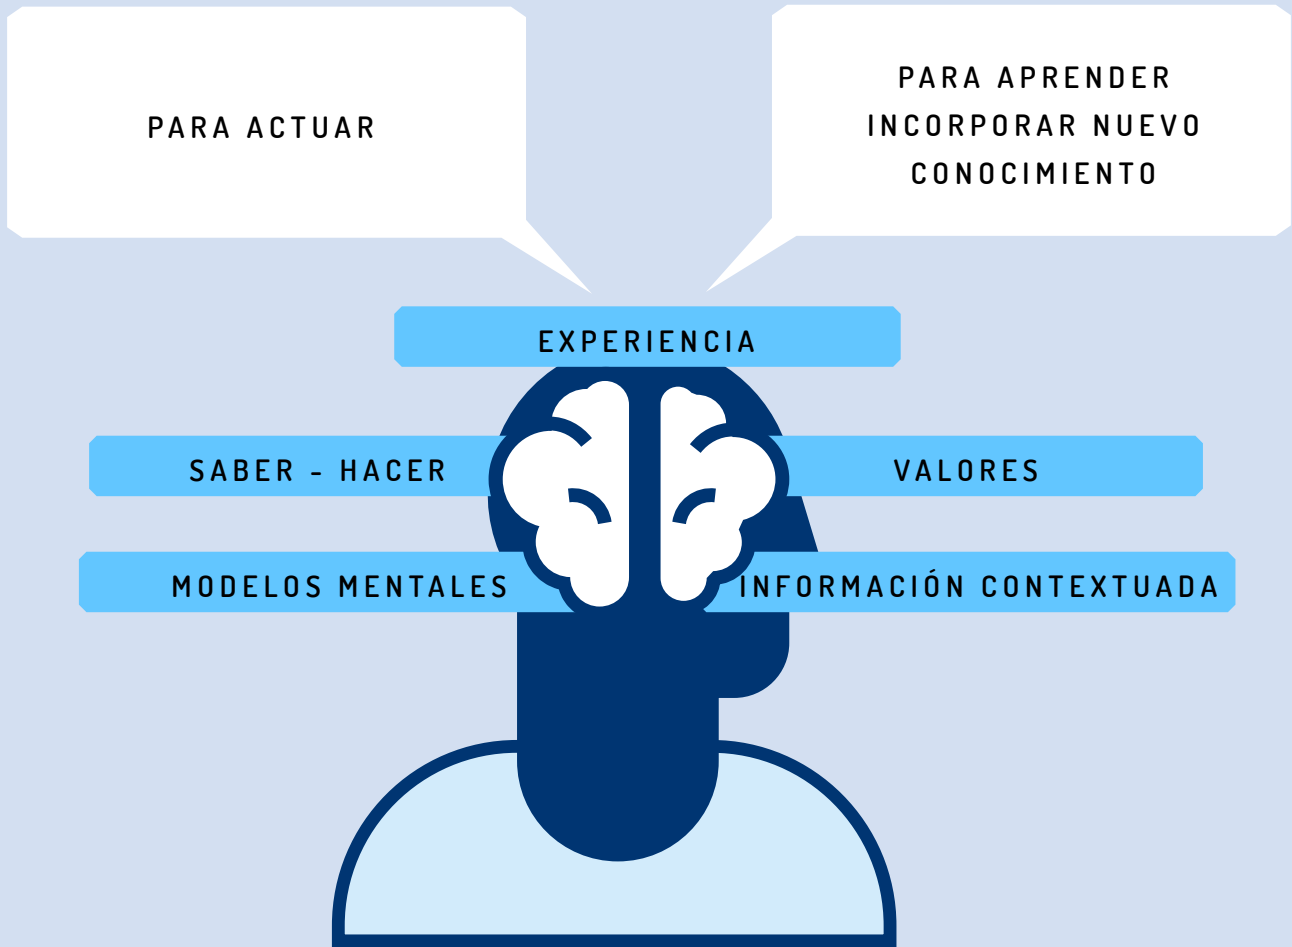 PARA ACTUAR
PARA APRENDER
INCORPORAR NUEVO
CONOCIMIENTO
EXPERIENCIA
SABER - HACER
VALORES
MODELOS MENTALES
INFORMACIÓN CONTEXTUADA